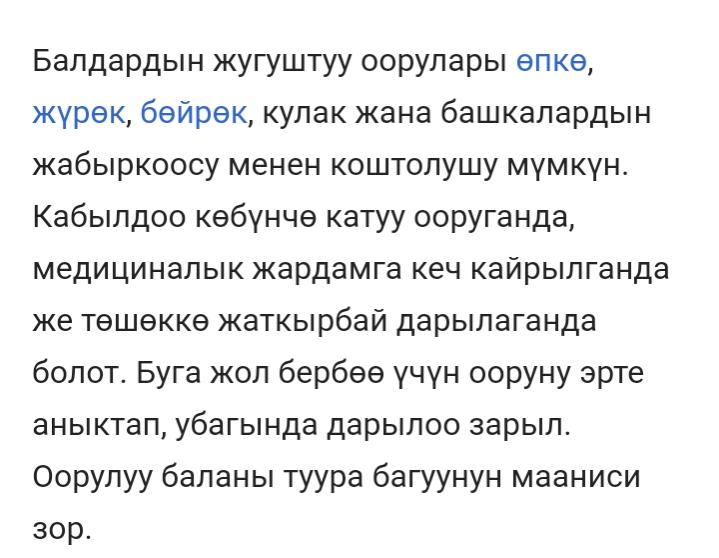 Балдардын жугуштуу оорулары өпкө,
жүрөк, бөйрөк, кулак жана башкалардын
жабыркоосу менен коштолушу мүмкүн.
Кабылдоо көбүнчө катуу ооруганда,
медициналык жардамга кеч кайрылганда
же төшөккө жаткырбай дарылаганда
болот. Буга жол бербөө үчүн ооруну эрте
аныктап, убагында дарылоо зарыл.
Оорулуу баланы туура багуунун мааниси
зор.